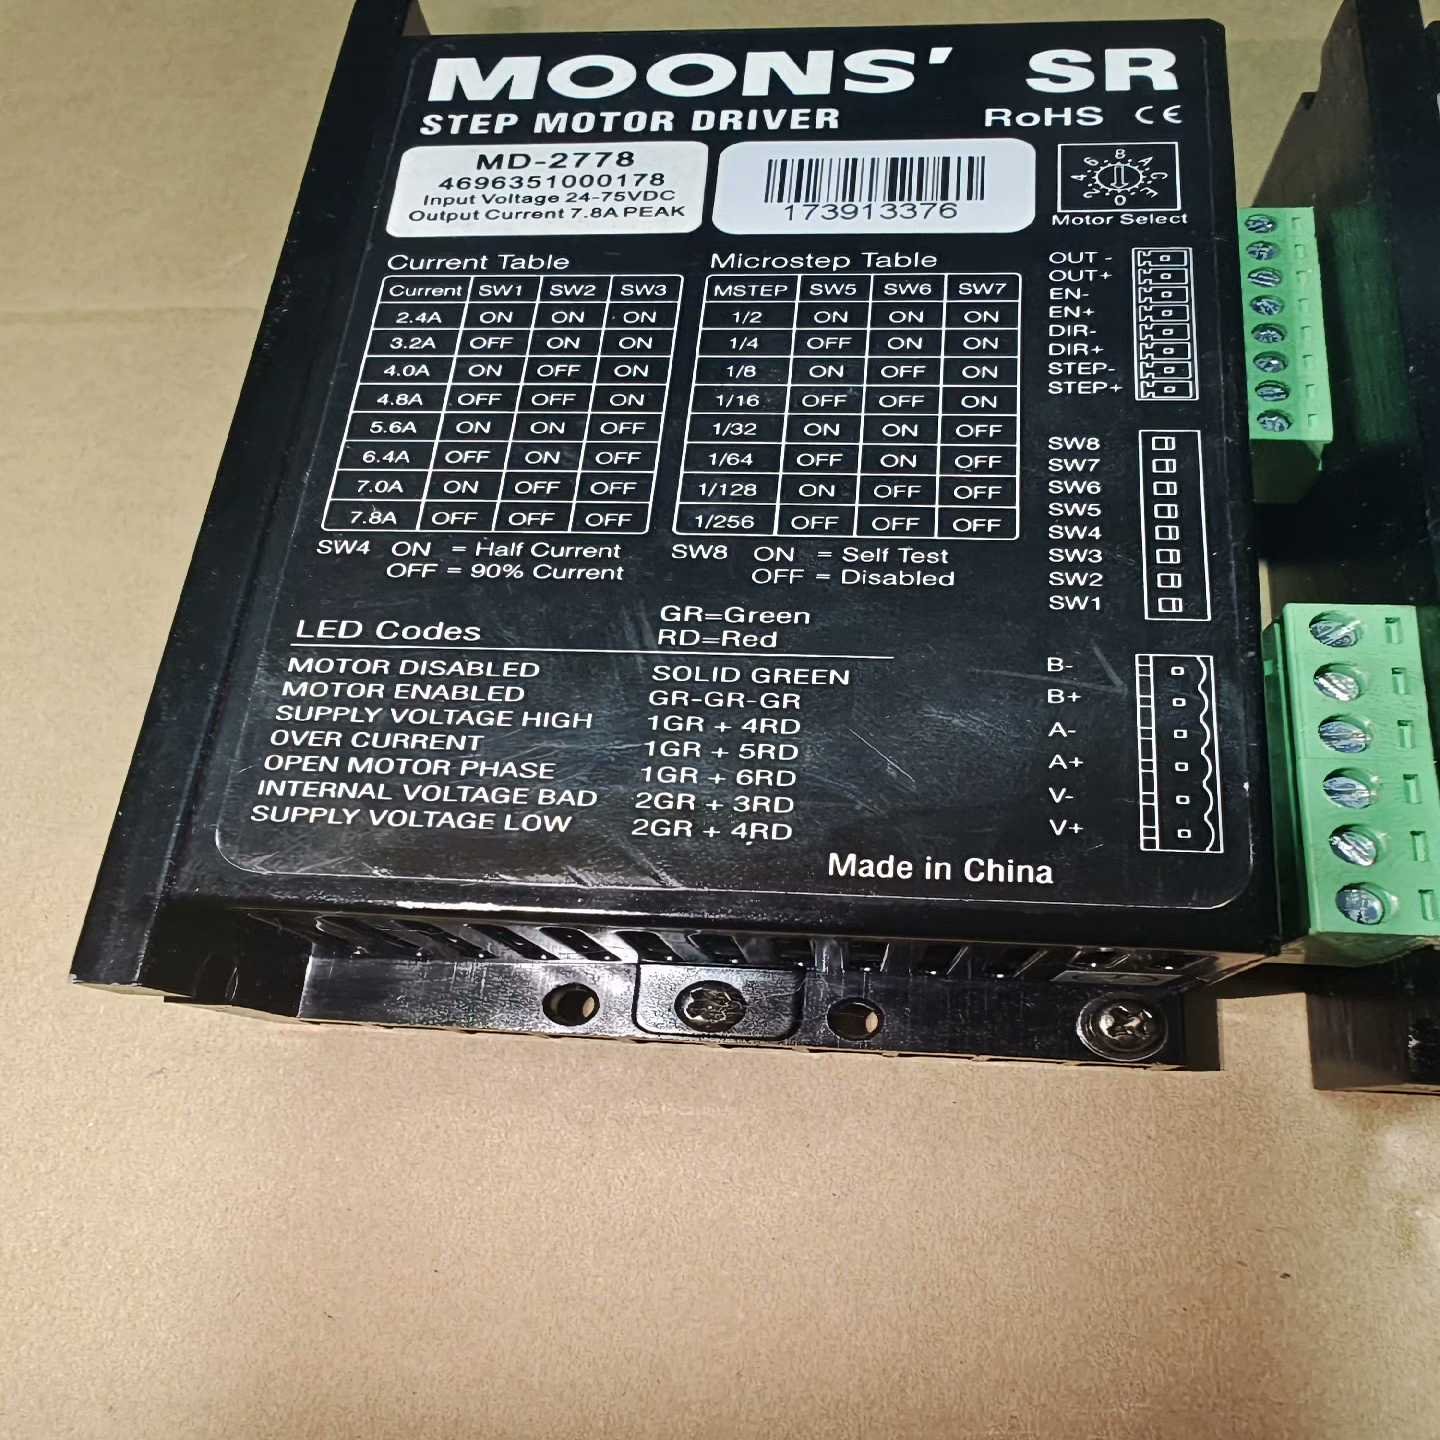 MOONS' SR
STEP MOTOR DRIVER RoHS CE
MD-2778
4696351000178
Input Voltage 24-75VDC
Output Current 7.8A PEAK
173913376
8
4
C
0
Motor Select
Current Table
Current SW1 SW2 SW3
2.4A ON ON ON
3.2A OFF ON ON
4.0A ON OFF ON
4.8A OFF OFF ON
5.6A ON ON OFF
6.4A OFF ON OFF
7.0A ON OFF OFF
7.8A OFF OFF OFF
SW4 ON = Half Current
OFF = 90% Current
Microstep Table
MSTEP SW5 SW6 SW7
1/2 ON ON ON
1/4 OFF ON ON
1/8 ON OFF ON
1/16 OFF OFF ON
1/32 ON ON OFF
1/64 OFF ON OFF
1/128 ON OFF OFF
1/256 OFF OFF OFF
SW8 ON = Self Test
OFF = Disabled
OUT -
OUT+
EN-
EN+
DIR-
DIR+
STEP-
STEP+
SW8
SW7
SW6
SW5
SW4
SW3
SW2
SW1
GR=Green
LED Codes RD=Red
MOTOR DISABLED SOLID GREEN
MOTOR ENABLED GR-GR-GR
SUPPLY VOLTAGE HIGH 1GR + 4RD
OVER CURRENT 1GR + 5RD
OPEN MOTOR PHASE 1GR + 6RD
INTERNAL VOLTAGE BAD 2GR + 3RD
SUPPLY VOLTAGE LOW 2GR + 4RD
B-
B+
A-
A+
V-
V+
Made in China